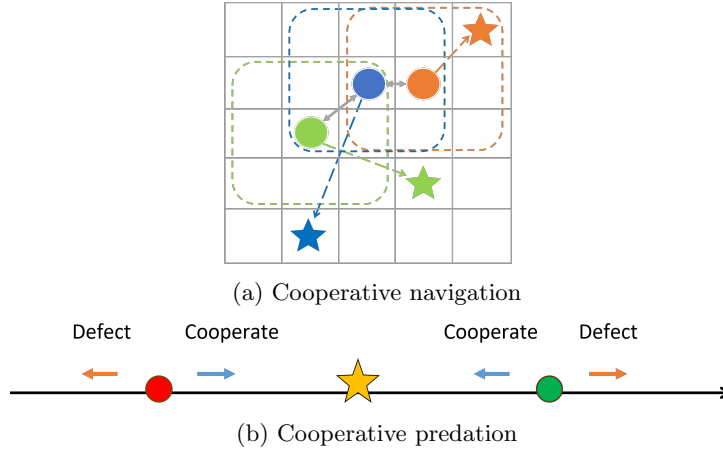 (a) Cooperative navigation
Defect Cooperate Cooperate Defect
(b) Cooperative predation